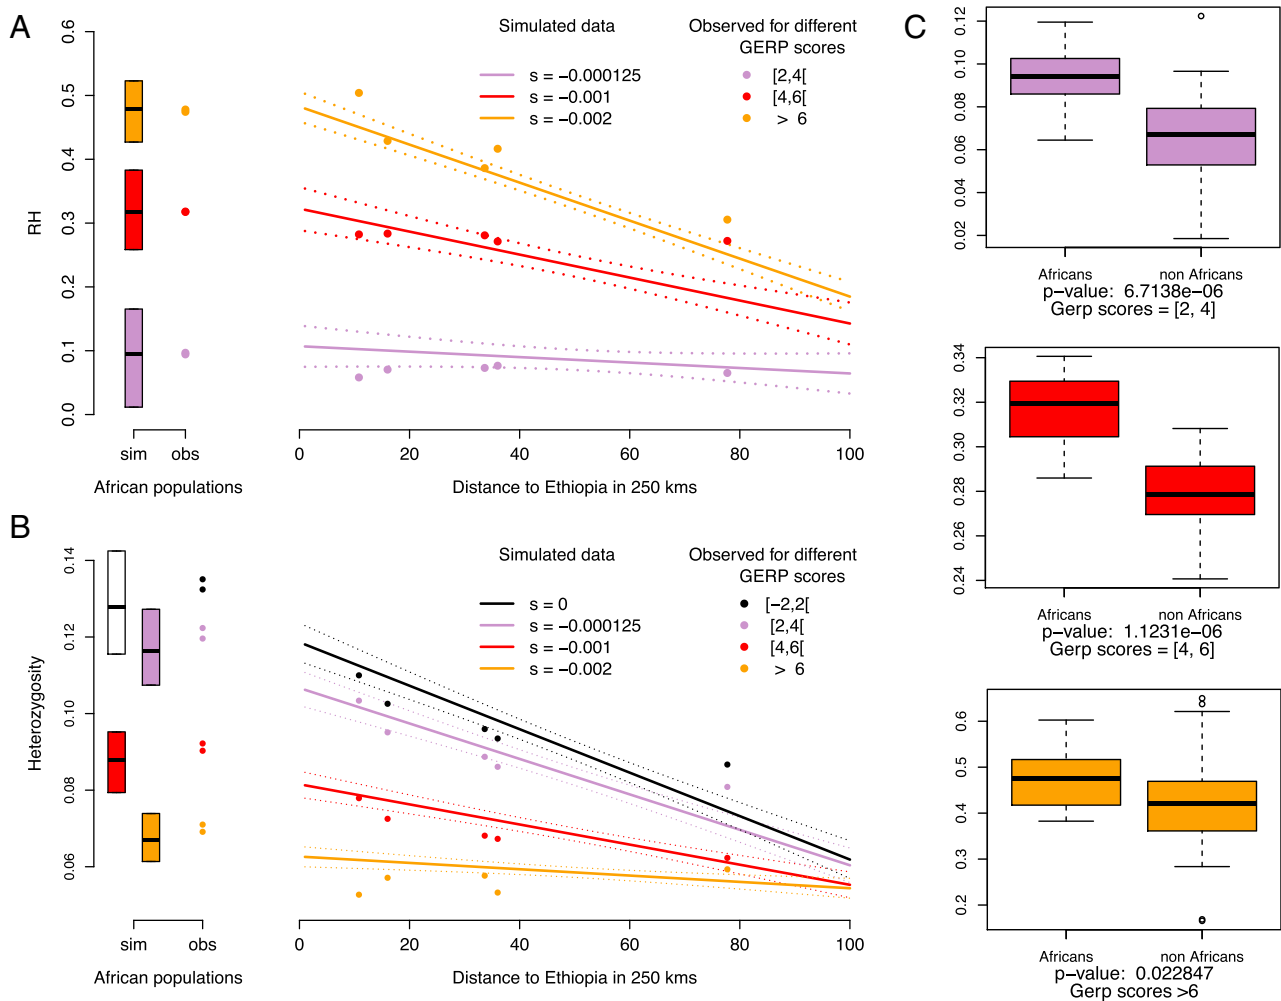 A
Simulated data
Observed for different
GERP scores
s = −0.000125
s = −0.001
s = −0.002
[2,4[
[4,6[
> 6
RH
0.0
0.1
0.2
0.3
0.4
0.5
0.6
sim
obs
African populations
0
20
40
60
80
100
Distance to Ethiopia in 250 kms
B
Simulated data
Observed for different
GERP scores
s = 0
s = −0.000125
s = −0.001
s = −0.002
[−2,2[
[2,4[
[4,6[
> 6
Heterozygosity
0.06
0.08
0.10
0.12
0.14
sim
obs
African populations
0
20
40
60
80
100
Distance to Ethiopia in 250 kms
C
0.02
0.04
0.06
0.08
0.10
0.12
Africans
non Africans
p−value: 6.7138e−06
Gerp scores = [2, 4]
0.24
0.26
0.28
0.30
0.32
0.34
Africans
non Africans
p−value: 1.1231e−06
Gerp scores = [4, 6]
0.2
0.3
0.4
0.5
0.6
Africans
non Africans
p−value: 0.022847
Gerp scores >6